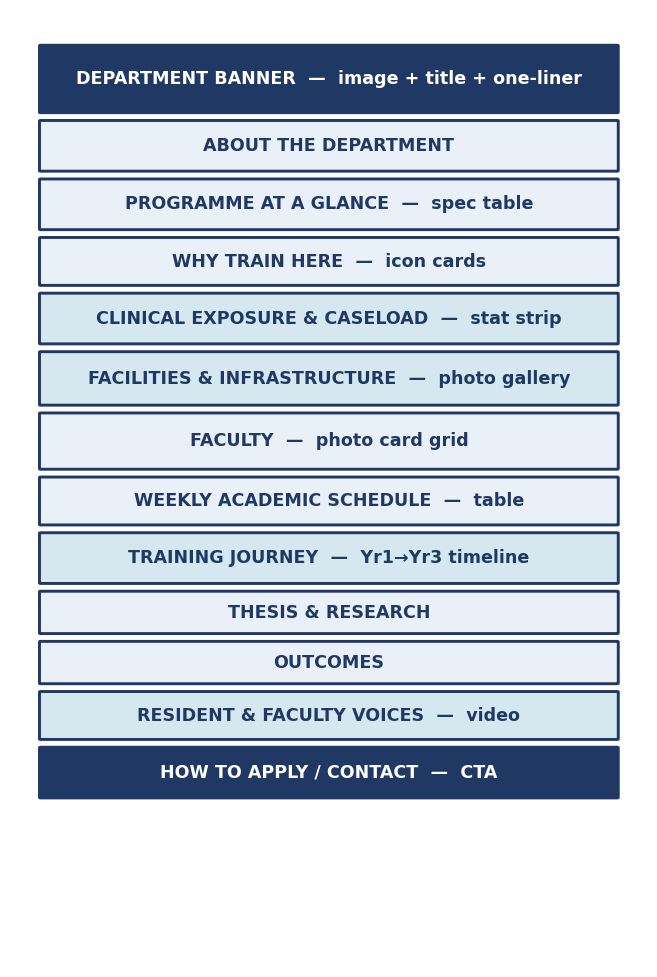 DEPARTMENT BANNER — image + title + one-liner
ABOUT THE DEPARTMENT
PROGRAMME AT A GLANCE — spec table
WHY TRAIN HERE — icon cards
CLINICAL EXPOSURE & CASELOAD — stat strip
FACILITIES & INFRASTRUCTURE — photo gallery
FACULTY — photo card grid
WEEKLY ACADEMIC SCHEDULE — table
TRAINING JOURNEY — Yr1→Yr3 timeline
THESIS & RESEARCH
OUTCOMES
RESIDENT & FACULTY VOICES — video
HOW TO APPLY / CONTACT — CTA